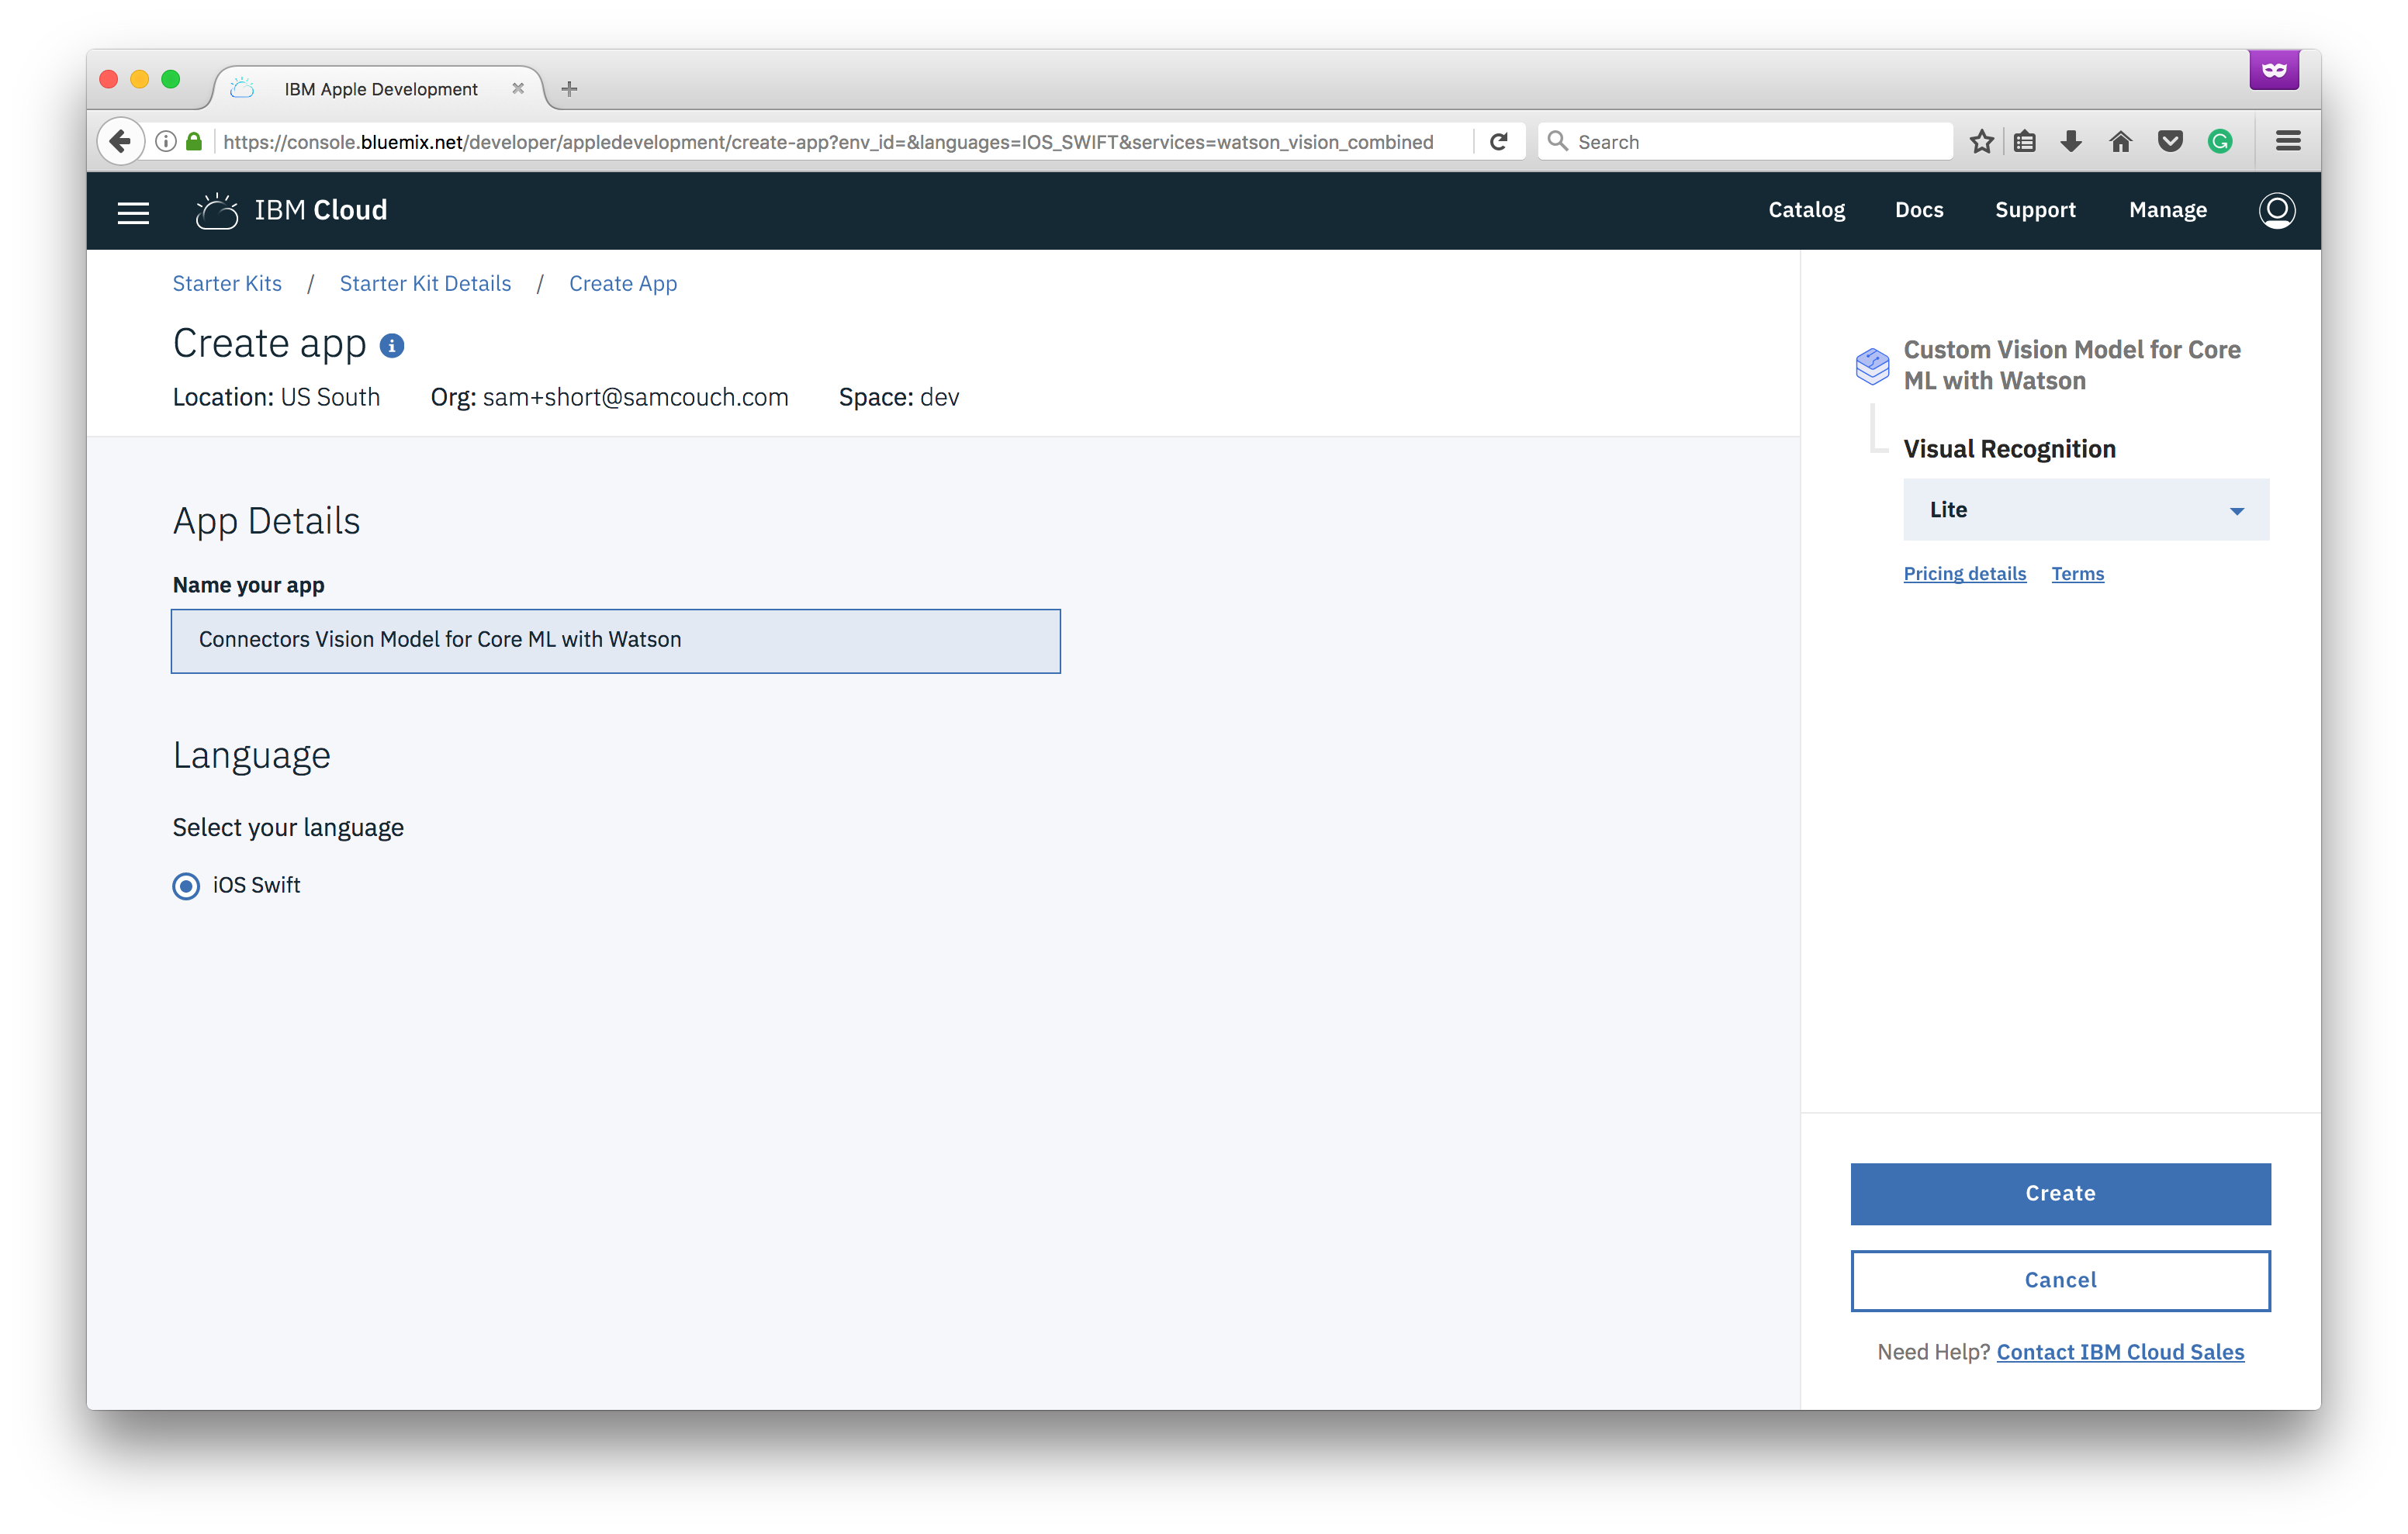 IBM Apple Development
https://console.bluemix.net/developer/appledevelopment/create-app?env_id=&languages=IOS_SWIFT&services=watson_vision_combined
Search
IBM Cloud
Catalog Docs Support Manage
Starter Kits / Starter Kit Details / Create App
Create app
Location: US South Org: sam+short@samcouch.com Space: dev
App Details
Name your app
Connectors Vision Model for Core ML with Watson
Language
Select your language
iOS Swift
Custom Vision Model for Core
ML with Watson
Visual Recognition
Lite
Pricing details Terms
Create
Cancel
Need Help? Contact IBM Cloud Sales